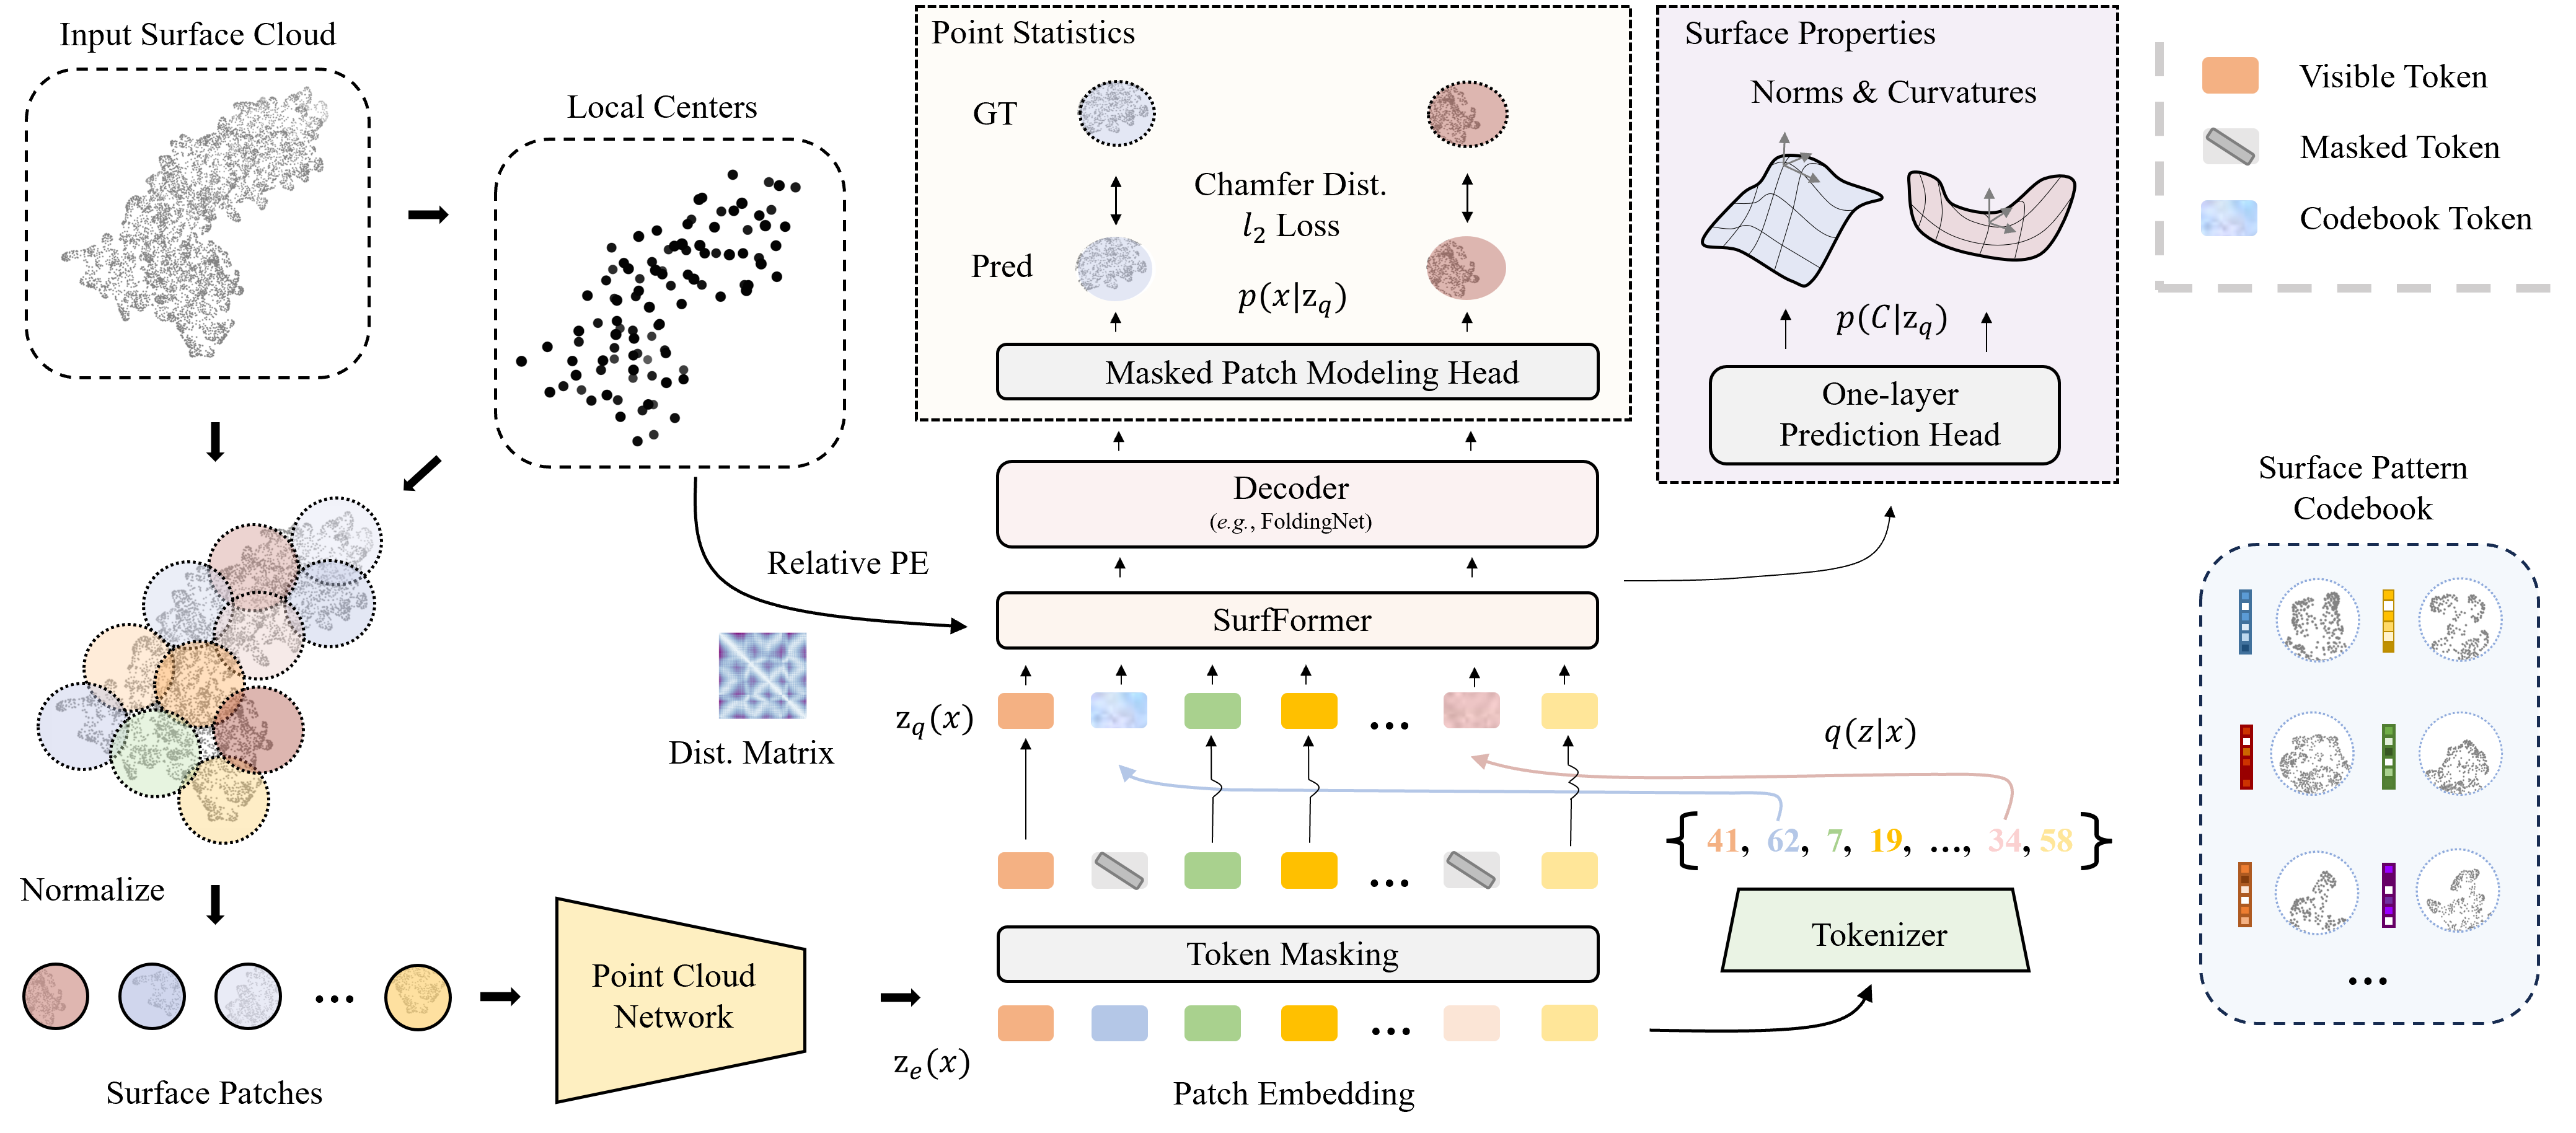 Input Surface Cloud
Local Centers
Normalize
Surface Patches
Point Cloud
Network
Relative PE
Dist. Matrix
Point Statistics
GT
Chamfer Dist.
l₂ Loss
Pred
p(x|z_q)
Masked Patch Modeling Head
Decoder
(e.g., FoldingNet)
SurfFormer
z_q(x)
...
...
Token Masking
...
z_e(x)
Patch Embedding
Surface Properties
Norms & Curvatures
p(C|z_q)
One-layer
Prediction Head
q(z|x)
{41, 62, 7, 19, ..., 34, 58}
Tokenizer
Visible Token
Masked Token
Codebook Token
Surface Pattern
Codebook
...